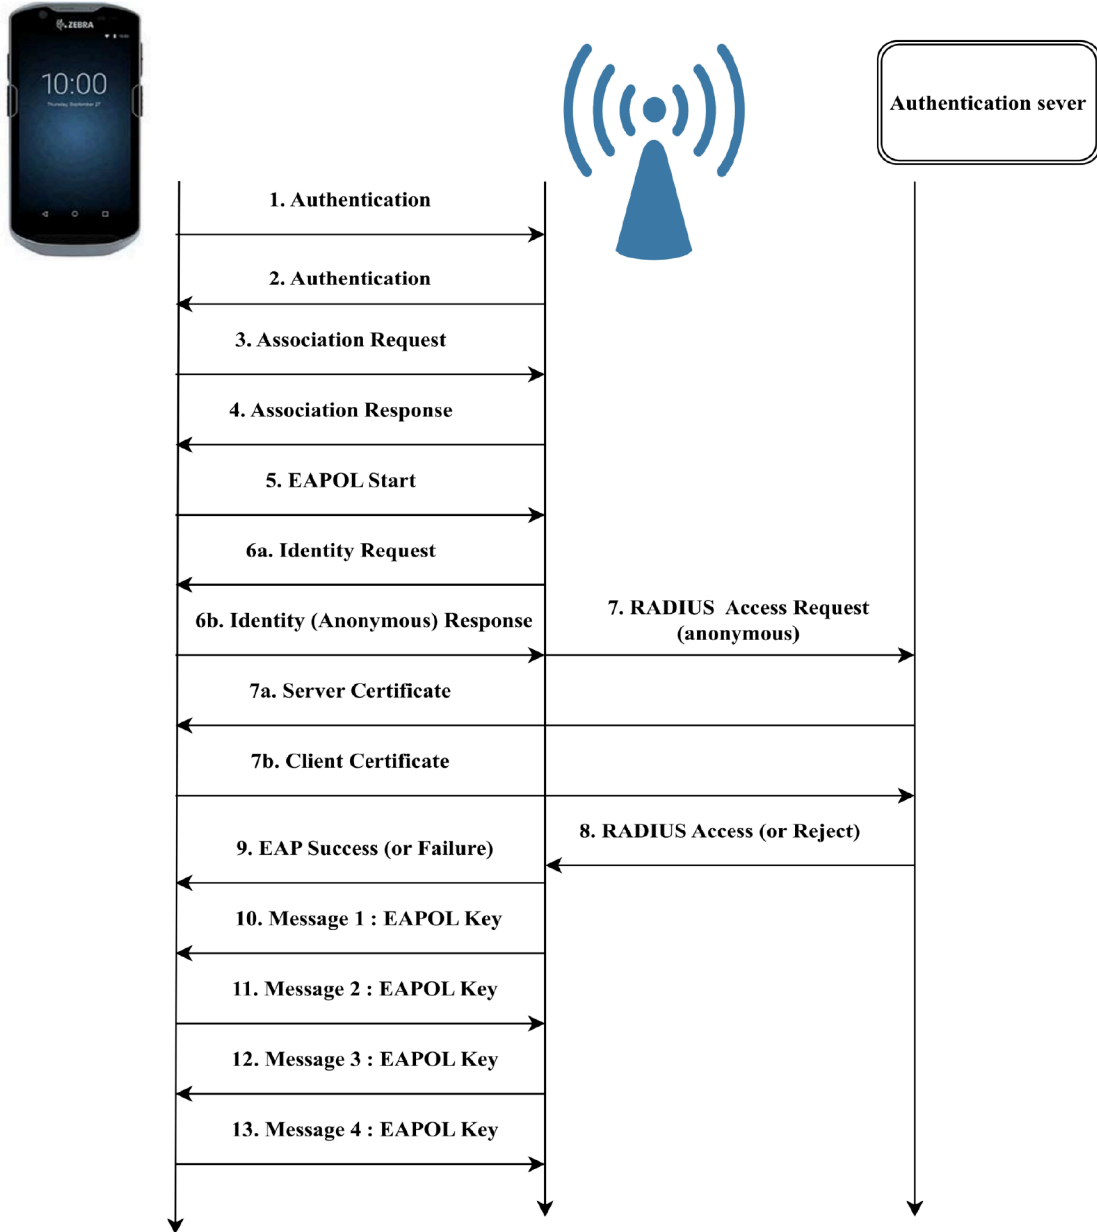 ZEBRA
10:00
Thursday, September 27
Authentication sever
1. Authentication
2. Authentication
3. Association Request
4. Association Response
5. EAPOL Start
6a. Identity Request
6b. Identity (Anonymous) Response
7. RADIUS Access Request
(anonymous)
7a. Server Certificate
7b. Client Certificate
8. RADIUS Access (or Reject)
9. EAP Success (or Failure)
10. Message 1 : EAPOL Key
11. Message 2 : EAPOL Key
12. Message 3 : EAPOL Key
13. Message 4 : EAPOL Key